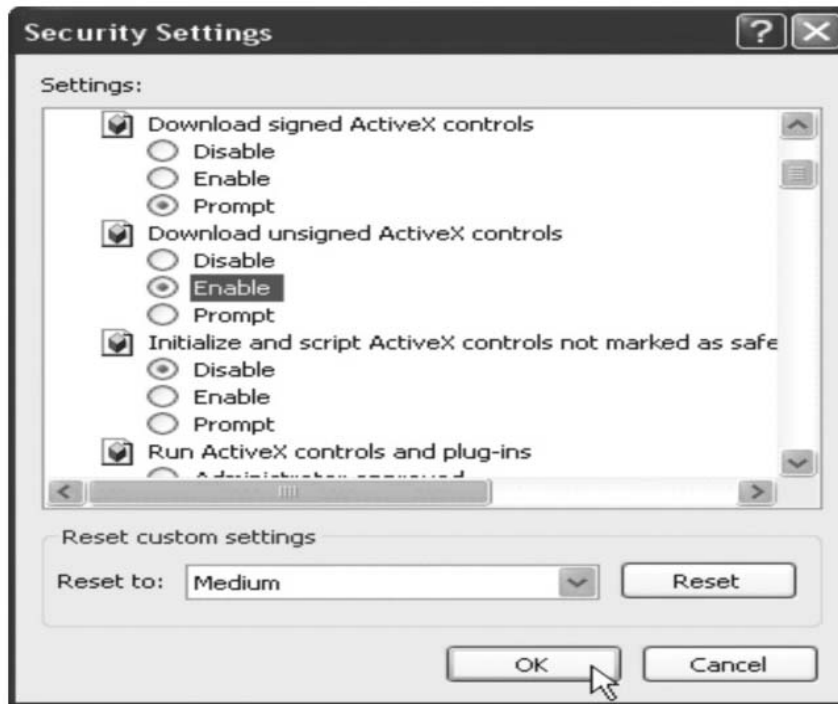 Security Settings
Settings:
Download signed ActiveX controls
Disable
Enable
Prompt
Download unsigned ActiveX controls
Disable
Enable
Prompt
Initialize and script ActiveX controls not marked as safe
Disable
Enable
Prompt
Run ActiveX controls and plug-ins
Administrator approved
Reset custom settings
Reset to: Medium Reset
OK Cancel